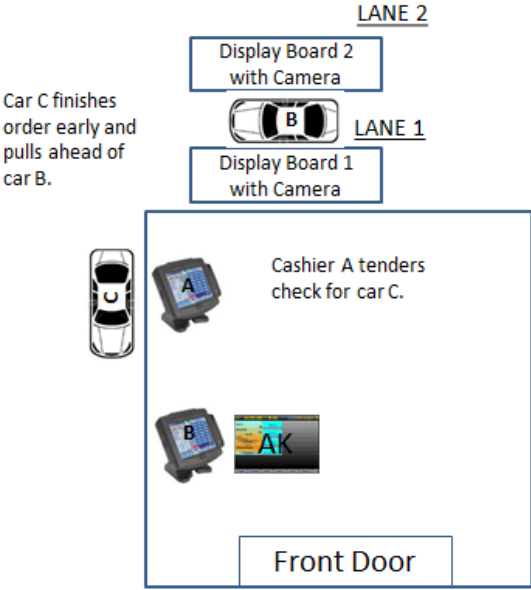 LANE 2
Display Board 2
with Camera
Car C finishes
order early and
pulls ahead of
car B.
B
LANE 1
Display Board 1
with Camera
C
A
Cashier A tenders
check for car C.
B
AK
Front Door